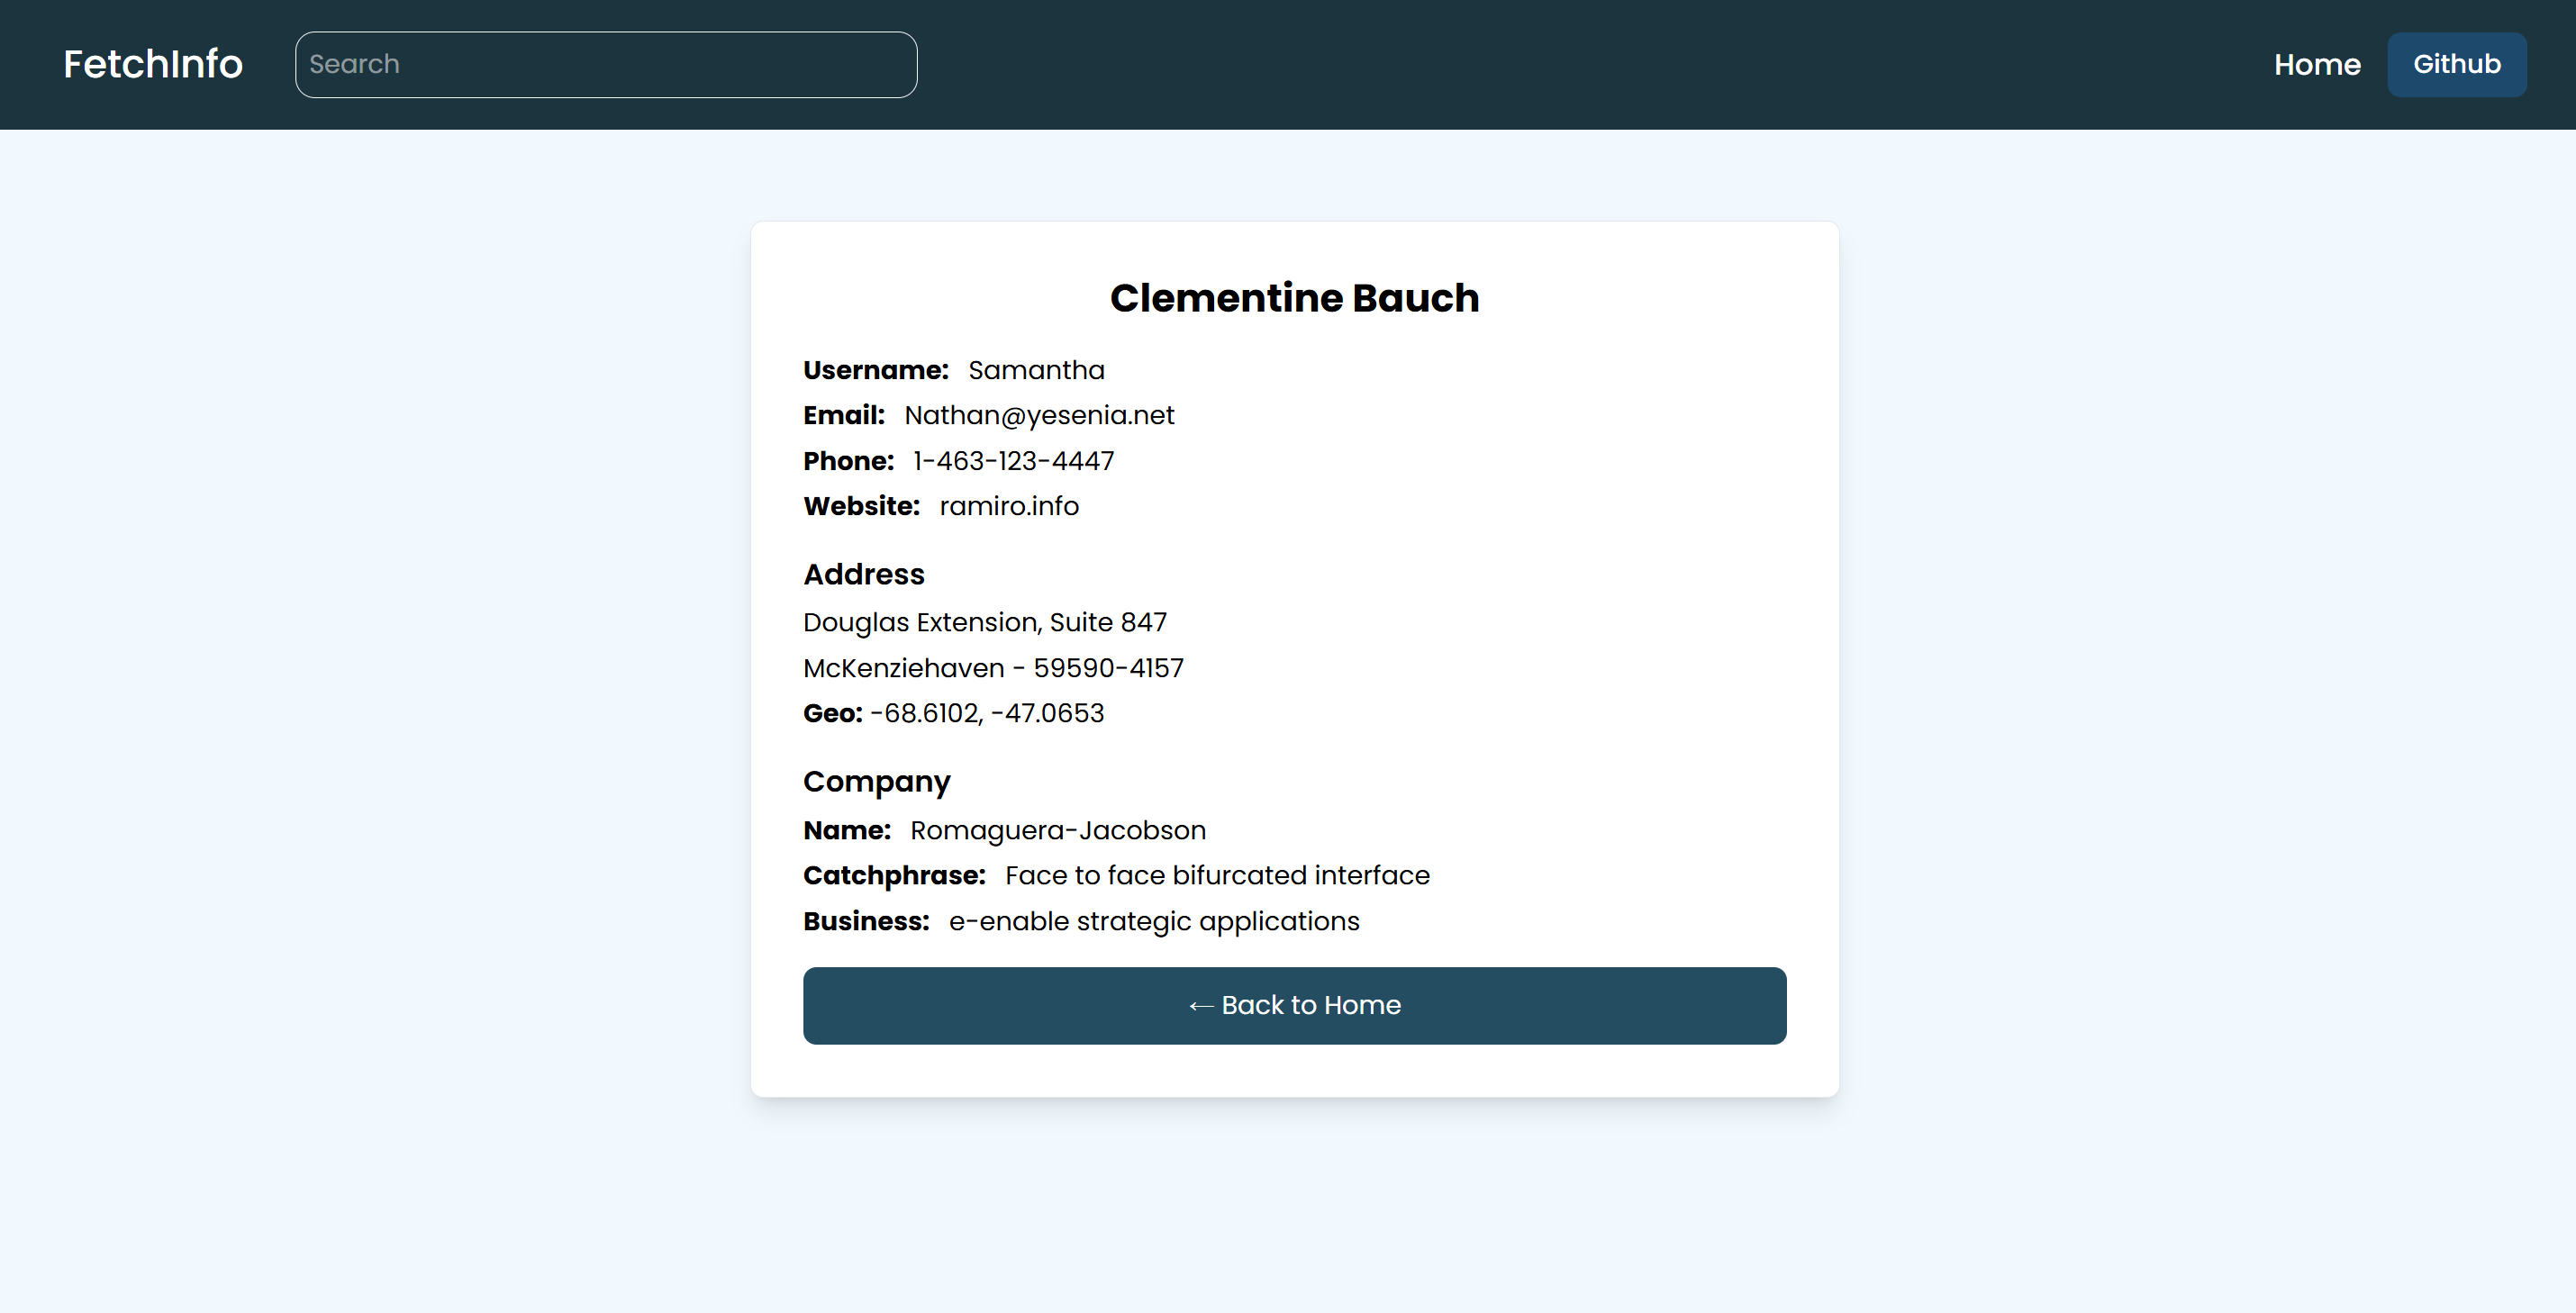 FetchInfo
Search
Home
Github
Clementine Bauch
Username: Samantha
Email: Nathan@yesenia.net
Phone: 1-463-123-4447
Website: ramiro.info
Address
Douglas Extension, Suite 847
McKenziehaven - 59590-4157
Geo: -68.6102, -47.0653
Company
Name: Romaguera-Jacobson
Catchphrase: Face to face bifurcated interface
Business: e-enable strategic applications
← Back to Home